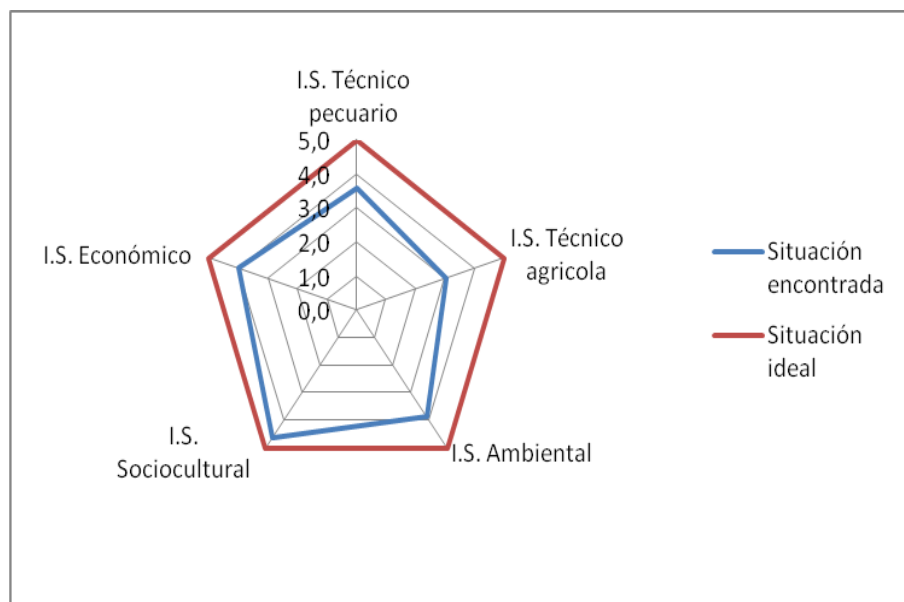 I.S. Técnico
pecuario
5,0
4,0
3,0
2,0
1,0
0,0
I.S. Técnico
agricola
I.S. Ambiental
I.S.
Sociocultural
I.S. Económico
Situación
encontrada
Situación
ideal